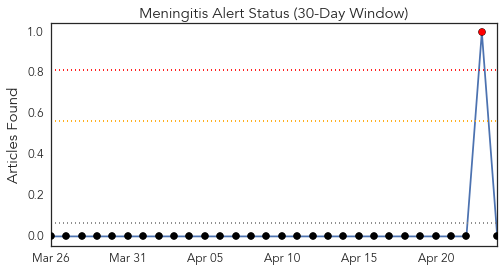 Meningitis Alert Status (30-Day Window)
Articles Found
1.0
0.8
0.6
0.4
0.2
0.0
Mar 26 Mar 31 Apr 05 Apr 10 Apr 15 Apr 20